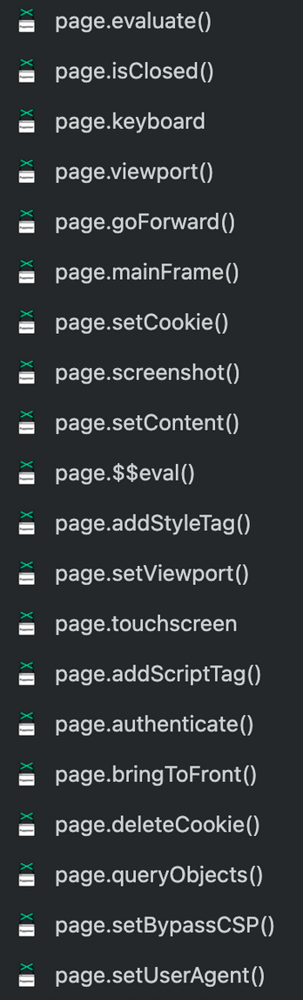 page.evaluate()
page.isClosed()
page.keyboard
page.viewport()
page.goForward()
page.mainFrame()
page.setCookie()
page.screenshot()
page.setContent()
page.$$eval()
page.addStyleTag()
page.setViewport()
page.touchscreen
page.addScriptTag()
page.authenticate()
page.bringToFront()
page.deleteCookie()
page.queryObjects()
page.setBypassCSP()
page.setUserAgent()